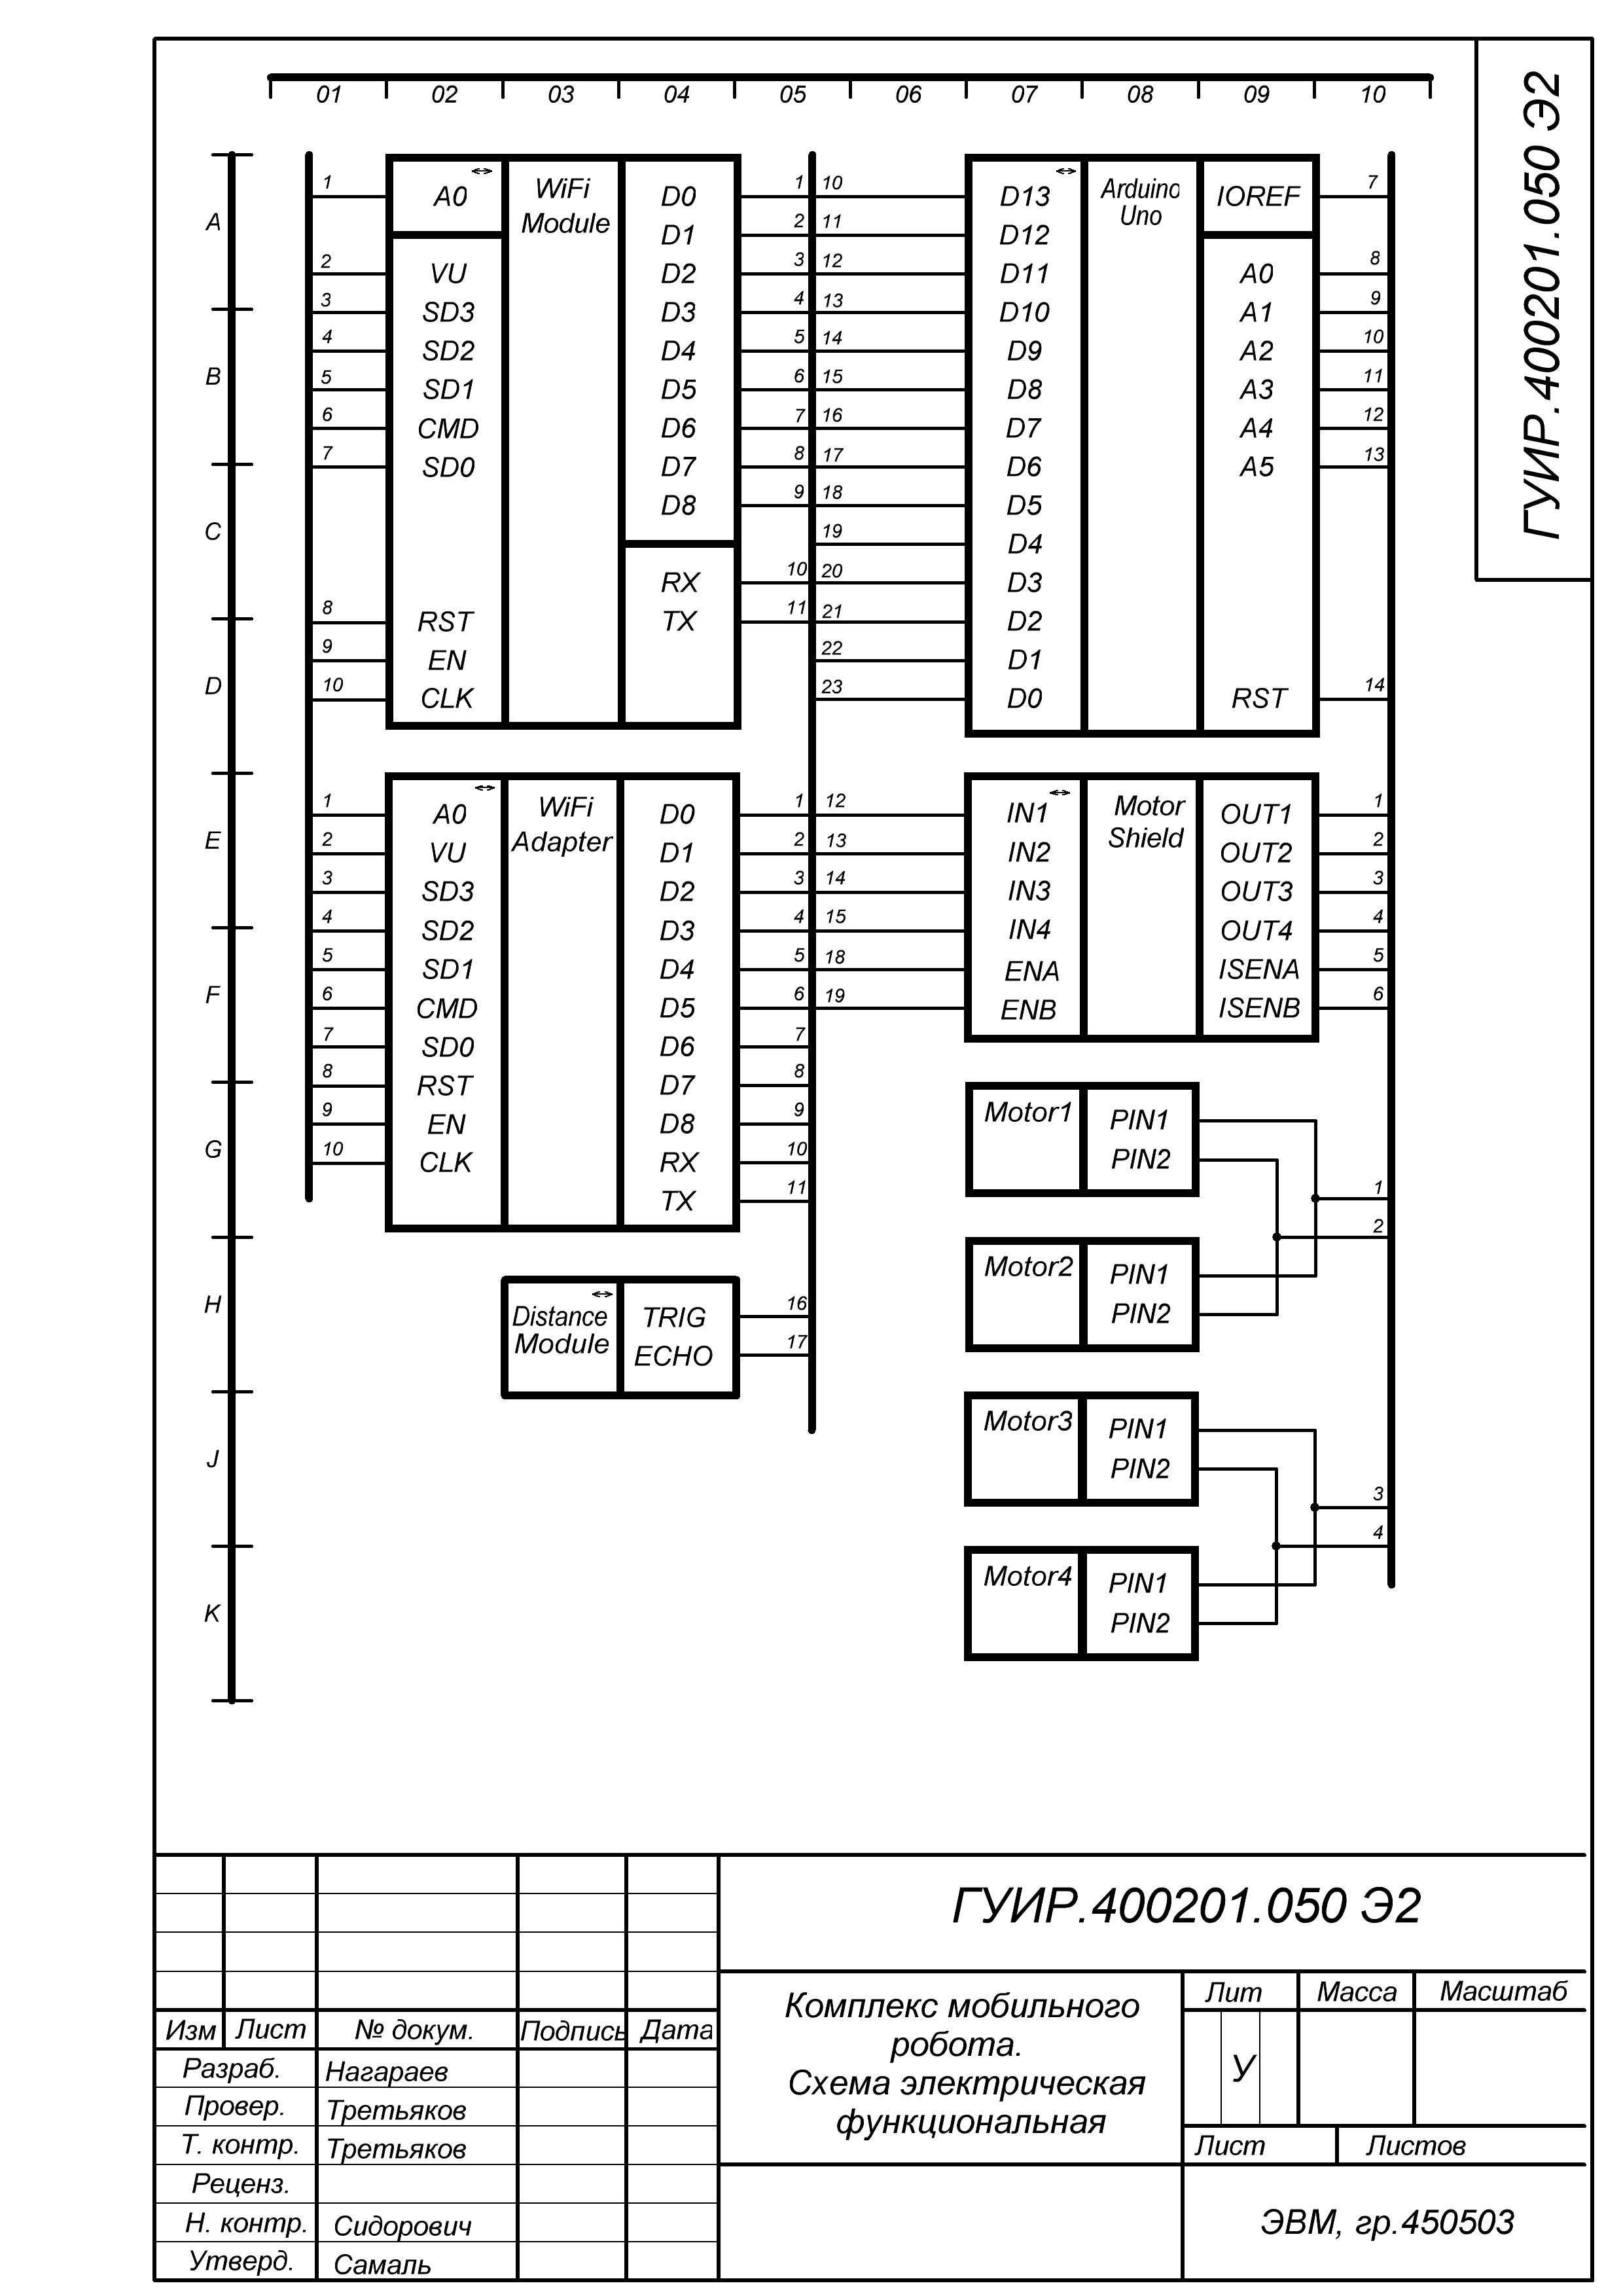 ГУИР.400201.050 Э2
01 02 03 04 05 06 07 08 09 10
A
B
C
D
E
F
G
H
J
K
WiFi
Module
1 A0
2 VU
3 SD3
4 SD2
5 SD1
6 CMD
7 SD0
8 RST
9 EN
10 CLK
D0 1
D1 2
D2 3
D3 4
D4 5
D5 6
D6 7
D7 8
D8 9
RX 10
TX 11
Arduino
Uno
10 D13
11 D12
12 D11
13 D10
14 D9
15 D8
16 D7
17 D6
18 D5
19 D4
20 D3
21 D2
22 D1
23 D0
IOREF 7
A0 8
A1 9
A2 10
A3 11
A4 12
A5 13
RST 14
WiFi
Adapter
1 A0
2 VU
3 SD3
4 SD2
5 SD1
6 CMD
7 SD0
8 RST
9 EN
10 CLK
D0 1
D1 2
D2 3
D3 4
D4 5
D5 6
D6 7
D7 8
D8 9
RX 10
TX 11
Motor
Shield
12 IN1
13 IN2
14 IN3
15 IN4
18 ENA
19 ENB
OUT1 1
OUT2 2
OUT3 3
OUT4 4
ISENA 5
ISENB 6
Distance
Module
TRIG 16
ECHO 17
Motor1 PIN1
PIN2
1
2
Motor2 PIN1
PIN2
Motor3 PIN1
PIN2
3
4
Motor4 PIN1
PIN2
ГУИР.400201.050 Э2
Комплекс мобильного
робота.
Схема электрическая
функциональная
Лит Масса Масштаб
У
Лист Листов
ЭВМ, гр.450503
Изм Лист № докум. Подпись Дата
Разраб. Нагараев
Провер. Третьяков
Т. контр. Третьяков
Реценз.
Н. контр. Сидорович
Утверд. Самаль